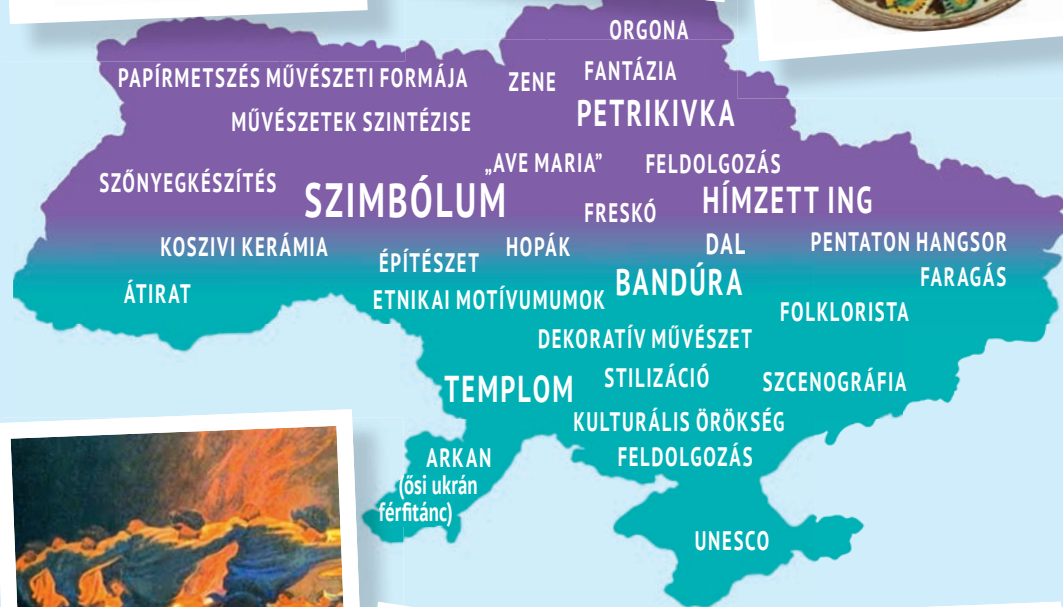 ORGONA
PAPÍRMETSZÉS MŰVÉSZETI FORMÁJA
ZENE
FANTÁZIA
MŰVÉSZETEK SZINTÉZISE
PETRIKIVKA
„AVE MARIA”
FELDOLGOZÁS
SZŐNYEGKÉSZÍTÉS
SZIMBÓLUM
FRESKÓ
HÍMZETT ING
KOSZIVI KERÁMIA
ÉPÍTÉSZET
HOPÁK
DAL
PENTATON HANGSOR
FARAGÁS
ÁTIRAT
ETNIKAI MOTÍVUMUMOK
BANDÚRA
FOLKLORISTA
DEKORATÍV MŰVÉSZET
TEMPLOM
STILIZÁCIÓ
SZCENOGRÁFIA
KULTURÁLIS ÖRÖKSÉG
ARKAN
(ősi ukrán
férfitánc)
FELDOLGOZÁS
UNESCO